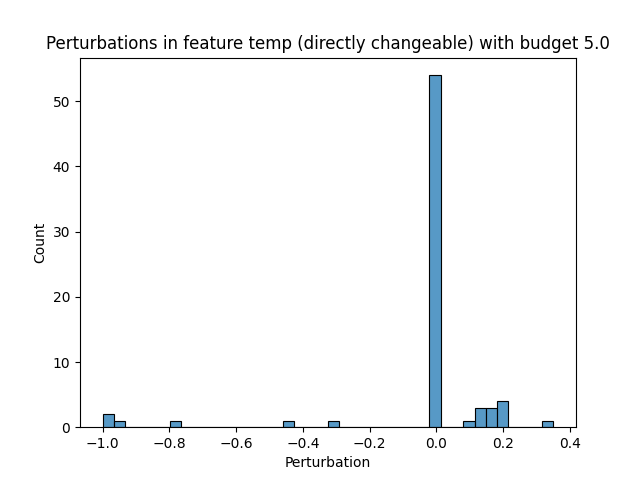 Perturbations in feature temp (directly changeable) with budget 5.0
50
40
30
20
10
0
Count
−1.0 −0.8 −0.6 −0.4 −0.2 0.0 0.2 0.4
Perturbation